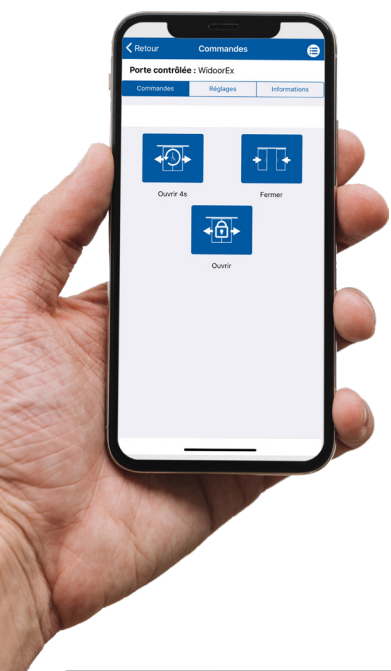 Retour Commandes
Porte contrôlée : WidoorEx
Commandes Réglages Informations
Ouvrir 4s Fermer
Ouvrir